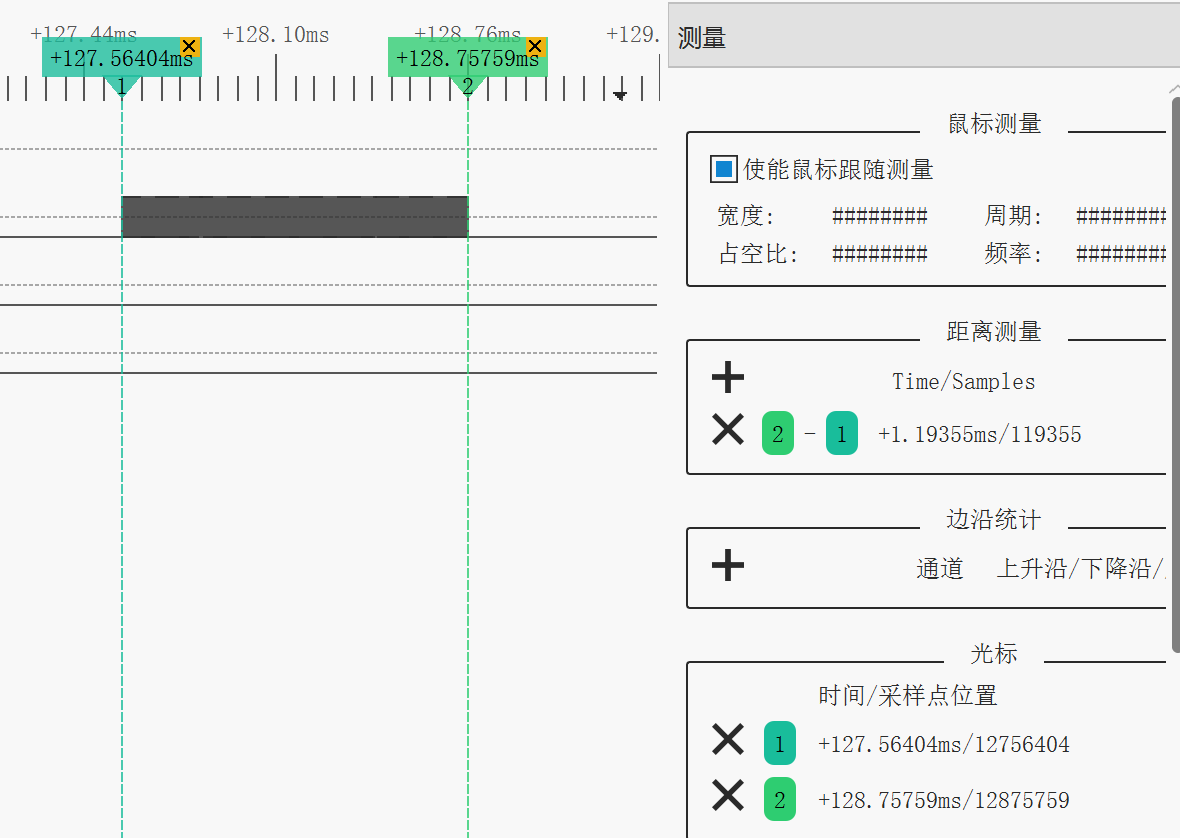 +127.44ms +128.10ms +128.76ms +129.
+127.56404ms +128.75759ms
1 2
测量
鼠标测量
使能鼠标跟随测量
宽度: ######## 周期: ########
占空比: ######## 频率: ########
距离测量
Time/Samples
2 - 1 +1.19355ms/119355
边沿统计
通道 上升沿/下降沿/
光标
时间/采样点位置
1 +127.56404ms/12756404
2 +128.75759ms/12875759